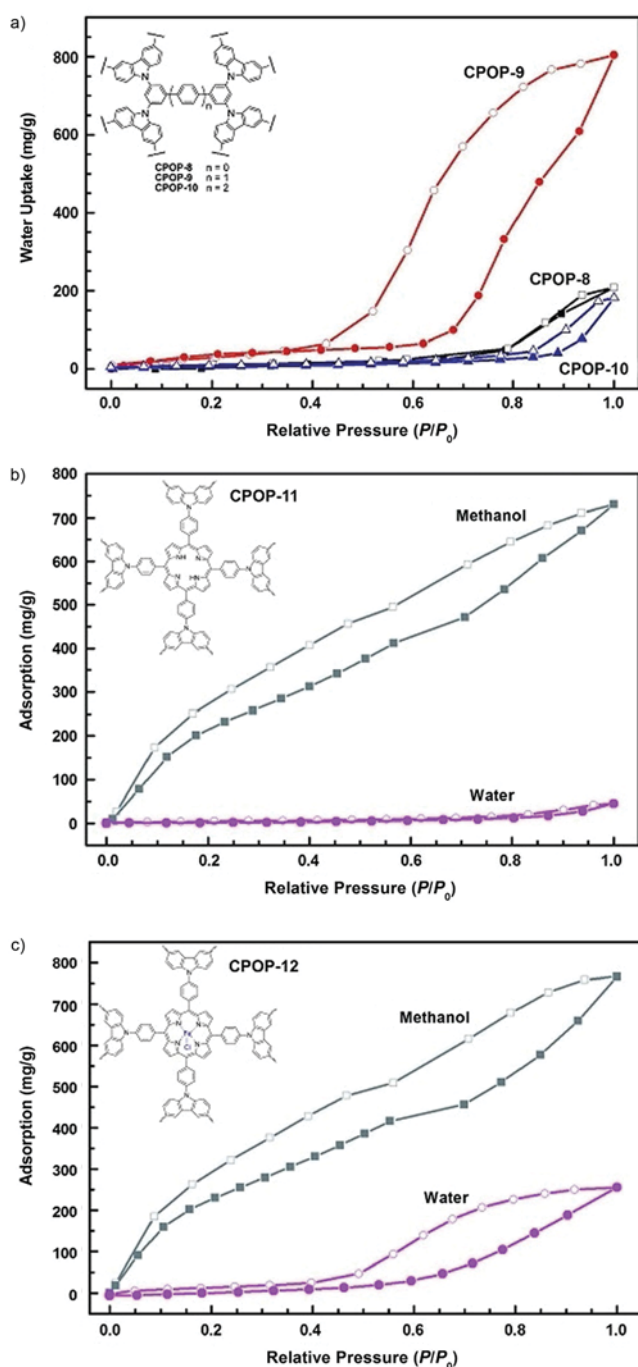 a)
CPOP-8 n = 0
CPOP-9 n = 1
CPOP-10 n = 2
n
N
N
N
N
CPOP-9
CPOP-8
CPOP-10
800
600
400
200
0
Water Uptake (mg/g)
0.0 0.2 0.4 0.6 0.8 1.0
Relative Pressure (P/P0)
b)
CPOP-11
N
NH N
N HN
N
N
N
Methanol
Water
800
700
600
500
400
300
200
100
0
Adsorption (mg/g)
0.0 0.2 0.4 0.6 0.8 1.0
Relative Pressure (P/P0)
c)
CPOP-12
N
N N
Fe
N N
Cl
N
N
N
Methanol
Water
800
700
600
500
400
300
200
100
0
Adsorption (mg/g)
0.0 0.2 0.4 0.6 0.8 1.0
Relative Pressure (P/P0)